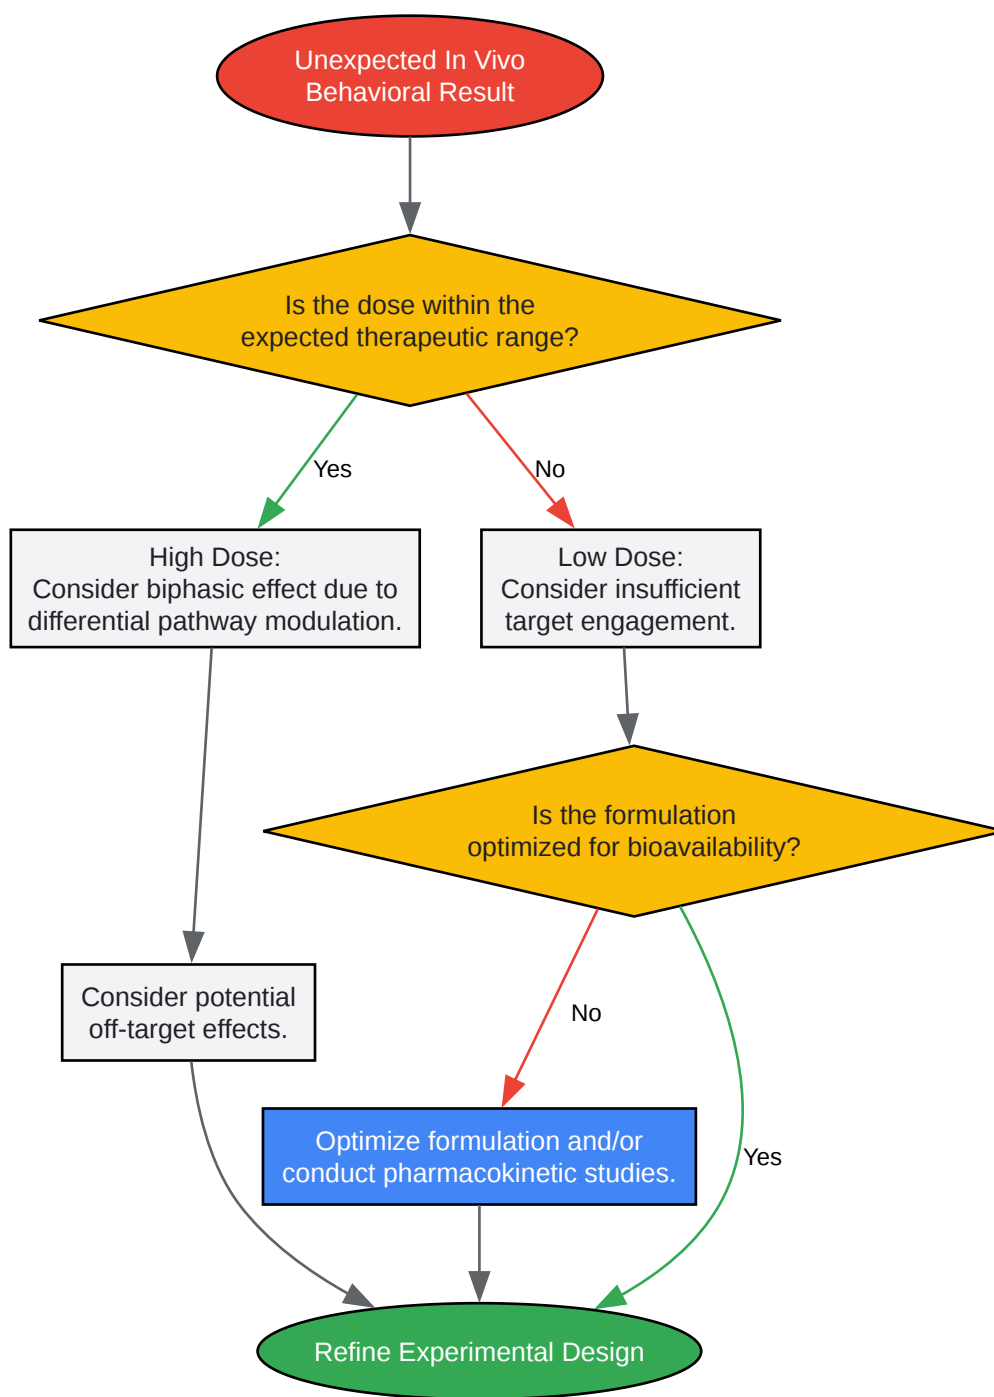 Unexpected In Vivo
Behavioral Result
Is the dose within the
expected therapeutic range?
Yes
No
High Dose:
Consider biphasic effect due to
differential pathway modulation.
Low Dose:
Consider insufficient
target engagement.
Is the formulation
optimized for bioavailability?
Consider potential
off-target effects.
No
Optimize formulation and/or
conduct pharmacokinetic studies.
Yes
Refine Experimental Design